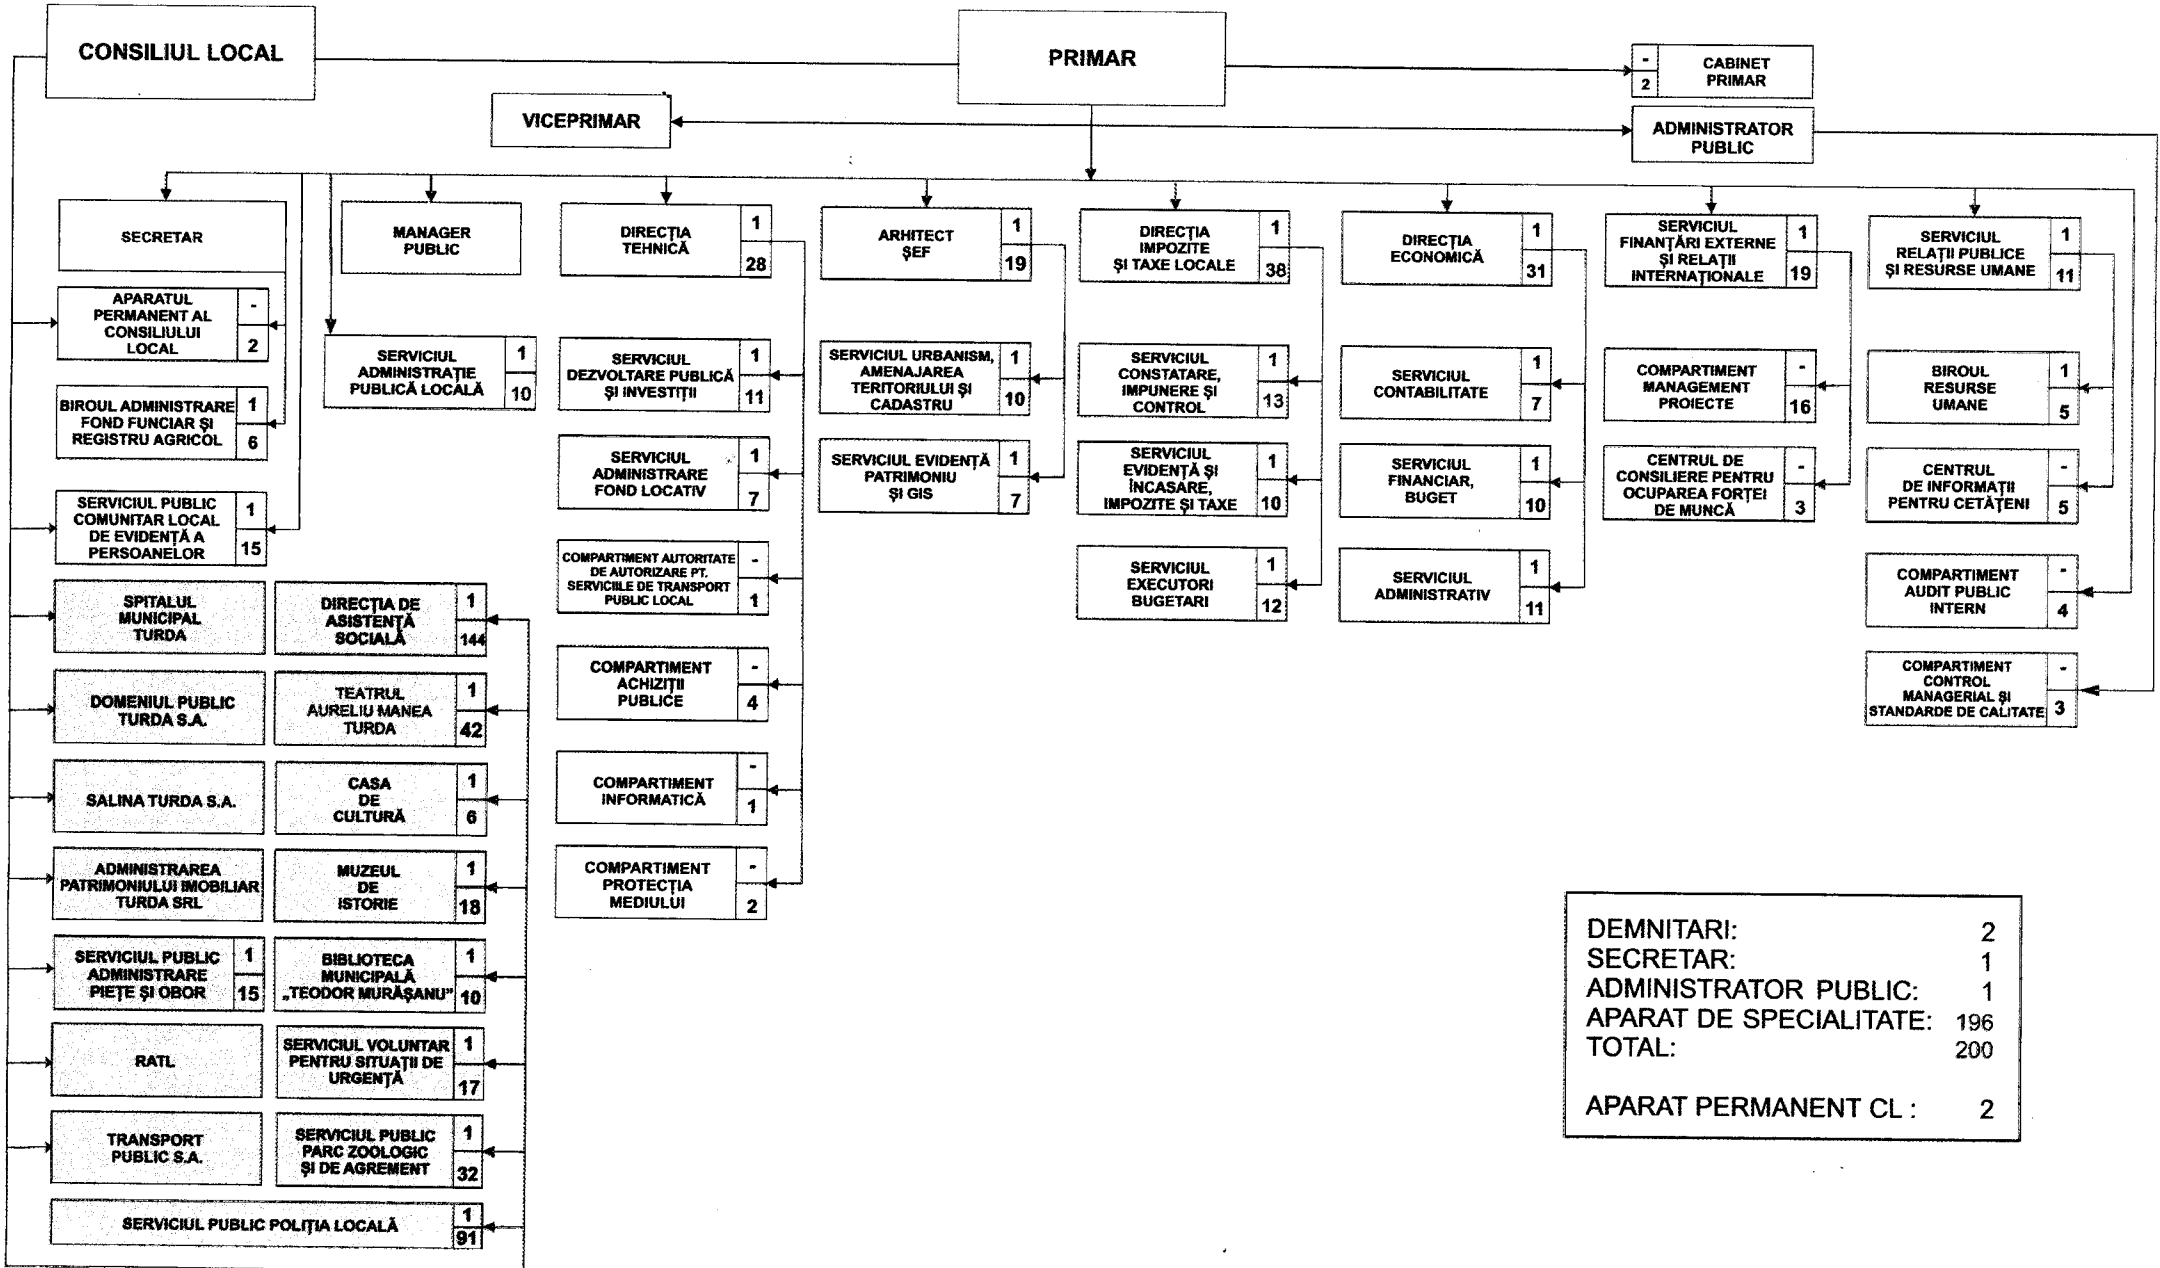 CONSILIUL LOCAL
PRIMAR
-
2
CABINET
PRIMAR
VICEPRIMAR
ADMINISTRATOR
PUBLIC
SECRETAR
MANAGER
PUBLIC
DIRECȚIA
TEHNICĂ
1
28
ARHITECT
ȘEF
1
19
DIRECȚIA
IMPOZITE
ȘI TAXE LOCALE
1
38
DIRECȚIA
ECONOMICĂ
1
31
SERVICIUL
FINANȚĂRI EXTERNE
ȘI RELAȚII
INTERNAȚIONALE
1
19
SERVICIUL
RELAȚII PUBLICE
ȘI RESURSE UMANE
1
11
APARATUL
PERMANENT AL
CONSILIULUI
LOCAL
-
2
SERVICIUL
ADMINISTRAȚIE
PUBLICĂ LOCALĂ
1
10
SERVICIUL
DEZVOLTARE PUBLICĂ
ȘI INVESTIȚII
1
11
SERVICIUL URBANISM,
AMENAJAREA
TERITORIULUI ȘI
CADASTRU
1
10
SERVICIUL
CONSTATARE,
IMPUNERE ȘI
CONTROL
1
13
SERVICIUL
CONTABILITATE
1
7
COMPARTIMENT
MANAGEMENT
PROIECTE
-
16
BIROUL
RESURSE
UMANE
1
5
BIROUL ADMINISTRARE
FOND FUNCIAR ȘI
REGISTRU AGRICOL
1
6
SERVICIUL
ADMINISTRARE
FOND LOCATIV
1
7
SERVICIUL EVIDENȚĂ
PATRIMONIU
ȘI GIS
1
7
SERVICIUL
EVIDENȚĂ ȘI
ÎNCASARE,
IMPOZITE ȘI TAXE
1
10
SERVICIUL
FINANCIAR,
BUGET
1
10
CENTRUL DE
CONSILIERE PENTRU
OCUPAREA FORȚEI
DE MUNCĂ
-
3
CENTRUL
DE INFORMAȚII
PENTRU CETĂȚENI
-
5
SERVICIUL PUBLIC
COMUNITAR LOCAL
DE EVIDENȚĂ A
PERSOANELOR
1
15
COMPARTIMENT AUTORITATE
DE AUTORIZARE PT.
SERVICIILE DE TRANSPORT
PUBLIC LOCAL
-
1
SERVICIUL
EXECUTORI
BUGETARI
1
12
SERVICIUL
ADMINISTRATIV
1
11
COMPARTIMENT
AUDIT PUBLIC
INTERN
-
4
SPITALUL
MUNICIPAL
TURDA
DIRECȚIA DE
ASISTENȚĂ
SOCIALĂ
1
144
COMPARTIMENT
ACHIZIȚII
PUBLICE
-
4
COMPARTIMENT
CONTROL
MANAGERIAL ȘI
STANDARDE DE CALITATE
-
3
DOMENIUL PUBLIC
TURDA S.A.
TEATRUL
AURELIU MANEA
TURDA
1
42
SALINA TURDA S.A.
CASA
DE
CULTURĂ
1
6
COMPARTIMENT
INFORMATICĂ
-
1
ADMINISTRAREA
PATRIMONIULUI IMOBILIAR
TURDA SRL
MUZEUL
DE
ISTORIE
1
18
COMPARTIMENT
PROTECȚIA
MEDIULUI
-
2
SERVICIUL PUBLIC
ADMINISTRARE
PIEȚE ȘI OBOR
1
15
BIBLIOTECA
MUNICIPALĂ
„TEODOR MURĂȘANU”
1
10
RATL
SERVICIUL VOLUNTAR
PENTRU SITUAȚII DE
URGENȚĂ
1
17
TRANSPORT
PUBLIC S.A.
SERVICIUL PUBLIC
PARC ZOOLOGIC
ȘI DE AGREMENT
1
32
SERVICIUL PUBLIC POLIȚIA LOCALĂ
1
91
DEMNITARI: 2
SECRETAR: 1
ADMINISTRATOR PUBLIC: 1
APARAT DE SPECIALITATE: 196
TOTAL: 200
APARAT PERMANENT CL : 2